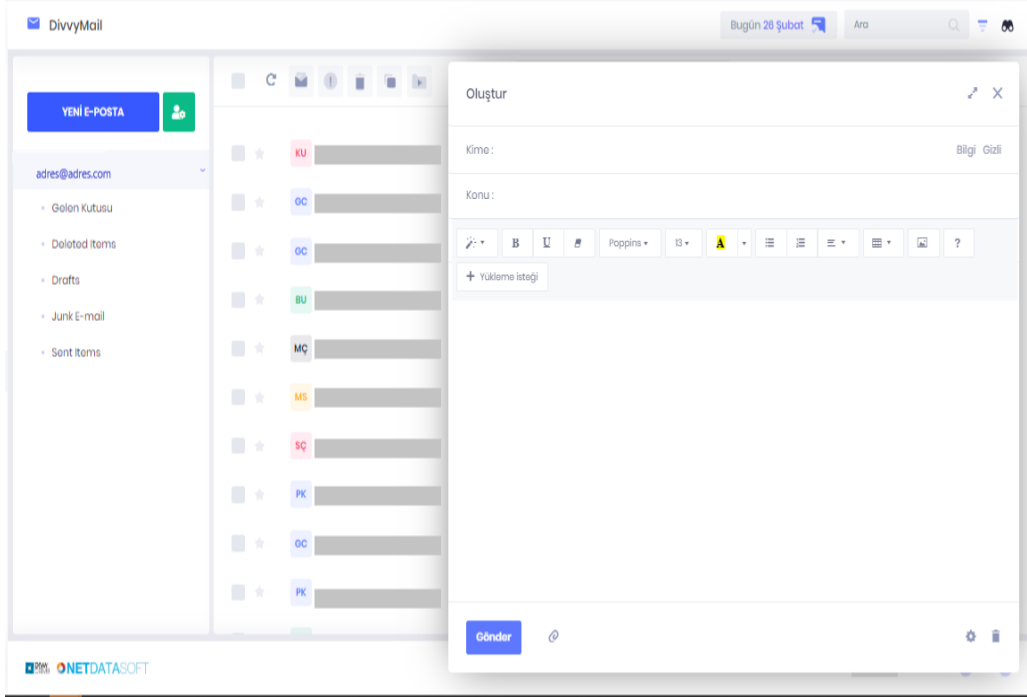 DivvyMail
Bugün 26 Şubat
Ara
YENİ E-POSTA
adres@adres.com
Gelen Kutusu
Deleted Items
Drafts
Junk E-mail
Sent Items
KU
GC
GC
BU
MÇ
MS
SÇ
PK
GC
PK
Oluştur
Kime :
Bilgi Gizli
Konu :
B U Poppins 13 A ?
+ Yükleme isteği
Gönder
NETDATASOFT